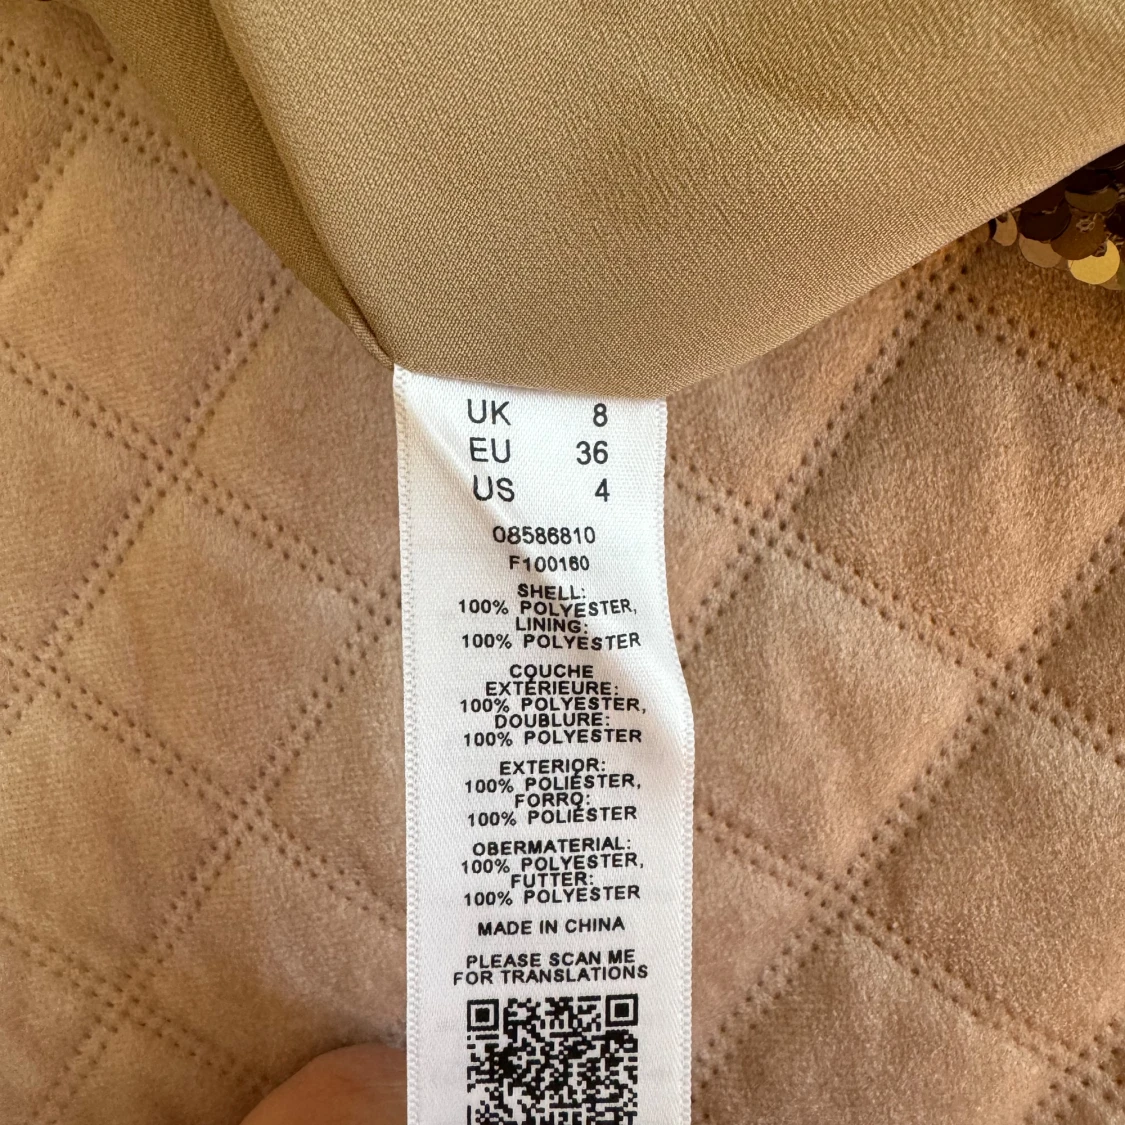 UK 8
EU 36
US 4
08586810
F100160
SHELL:
100% POLYESTER,
LINING:
100% POLYESTER
COUCHE
EXTÉRIEURE:
100% POLYESTER,
DOUBLURE:
100% POLYESTER
EXTERIOR:
100% POLIÉSTER,
FORRO:
100% POLIÉSTER
OBERMATERIAL:
100% POLYESTER,
FUTTER:
100% POLYESTER
MADE IN CHINA
PLEASE SCAN ME
FOR TRANSLATIONS